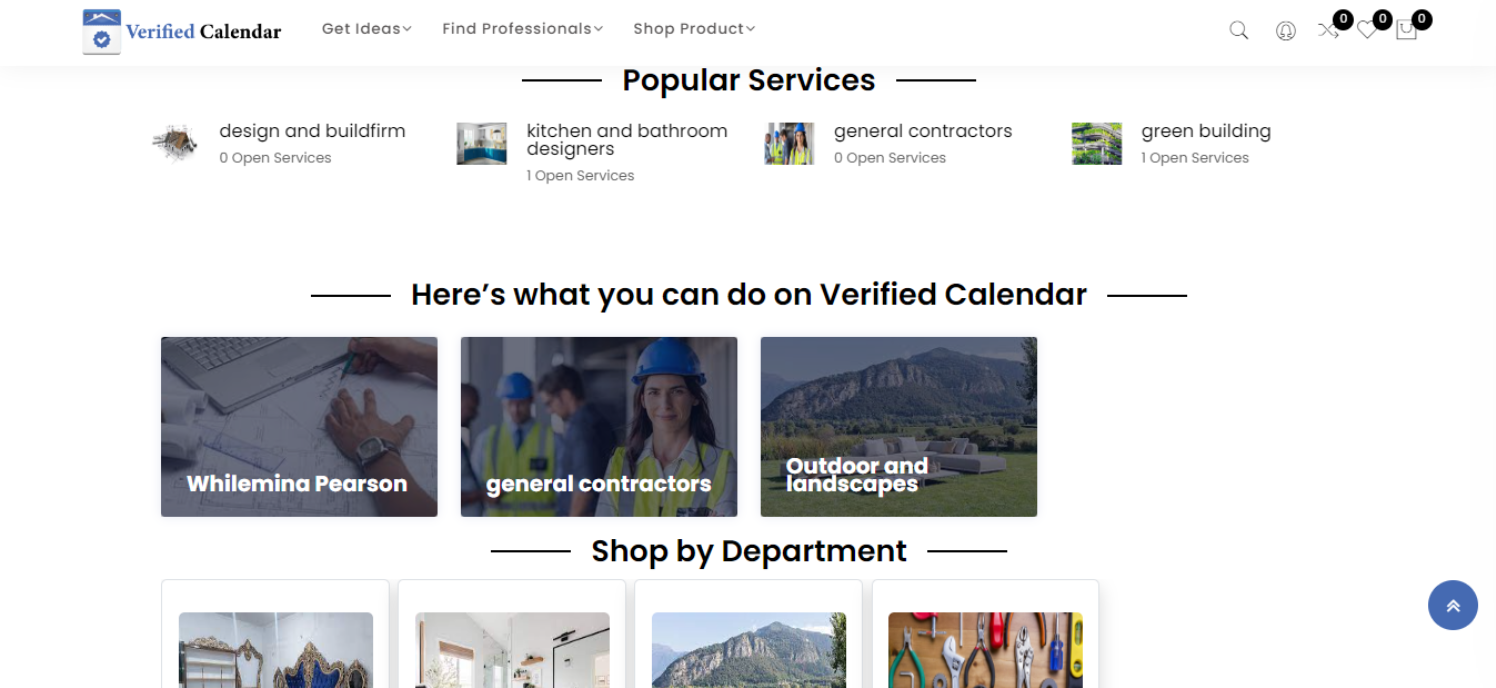 Verified Calendar
Get Ideas
Find Professionals
Shop Product
0
0
0
Popular Services
design and buildfirm
0 Open Services
kitchen and bathroom
designers
1 Open Services
general contractors
0 Open Services
green building
1 Open Services
Here's what you can do on Verified Calendar
Whilemina Pearson
general contractors
Outdoor and
landscapes
Shop by Department